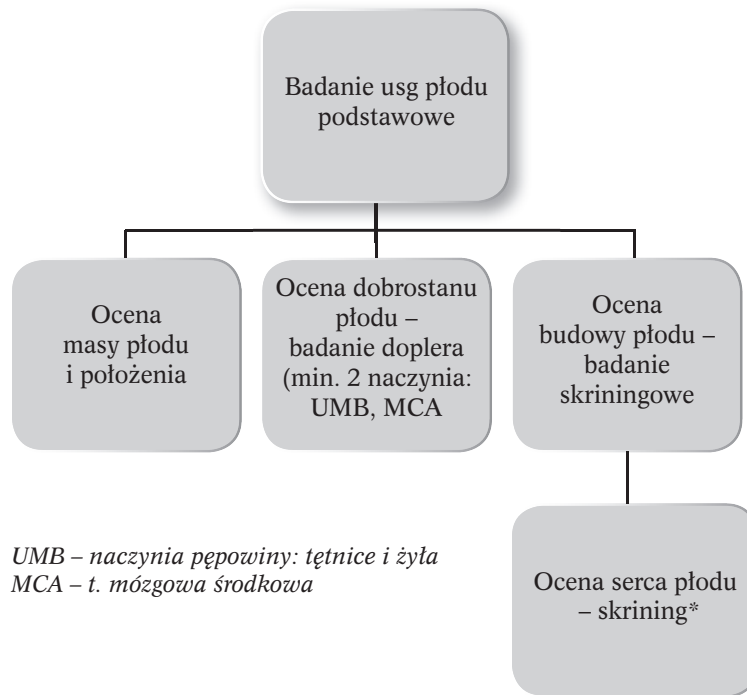 Badanie usg płodu
podstawowe
Ocena
masy płodu
i położenia
Ocena dobrostanu
płodu –
badanie doplera
(min. 2 naczynia:
UMB, MCA
Ocena
budowy płodu –
badanie
skriningowe
UMB – naczynia pępowiny: tętnice i żyła
MCA – t. mózgowa środkowa
Ocena serca płodu
– skrining*